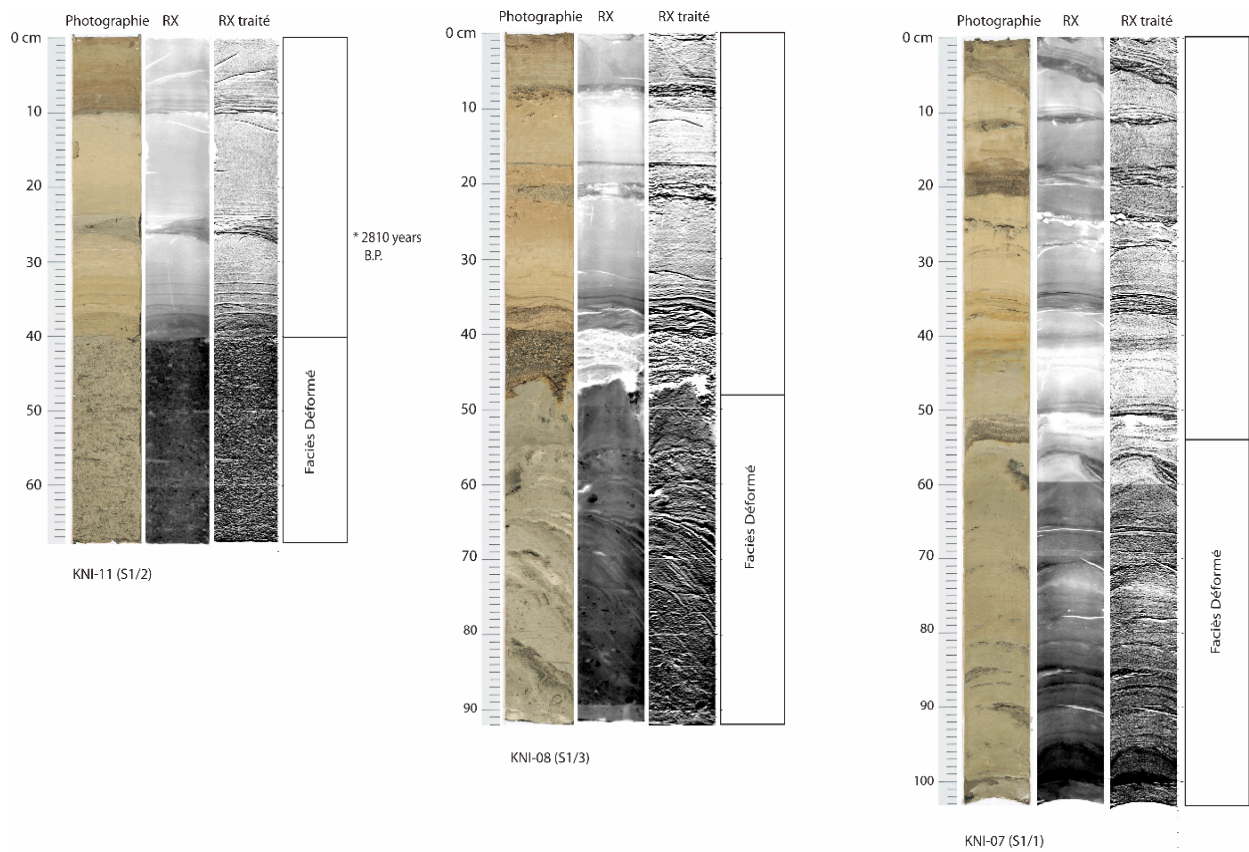 Photographie RX RX traité
0 cm
10
20
30
40
50
60
Faciès Déformé
* 2810 years
B.P.
KNI-11 (S1/2)
Photographie RX RX traité
0 cm
10
20
30
40
50
60
70
80
90
Faciès Déformé
KNI-08 (S1/3)
Photographie RX RX traité
0 cm
10
20
30
40
50
60
70
80
90
100
Faciès Déformé
KNI-07 (S1/1)